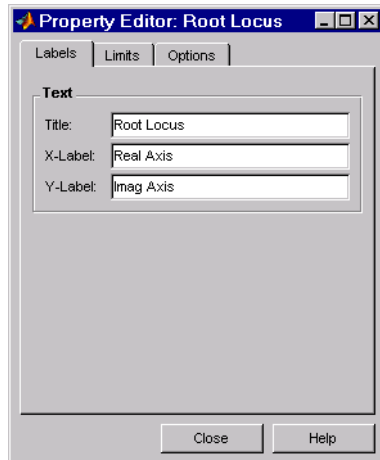 Property Editor: Root Locus
Labels Limits Options
Text
Title: Root Locus
X-Label: Real Axis
Y-Label: Imag Axis
Close Help